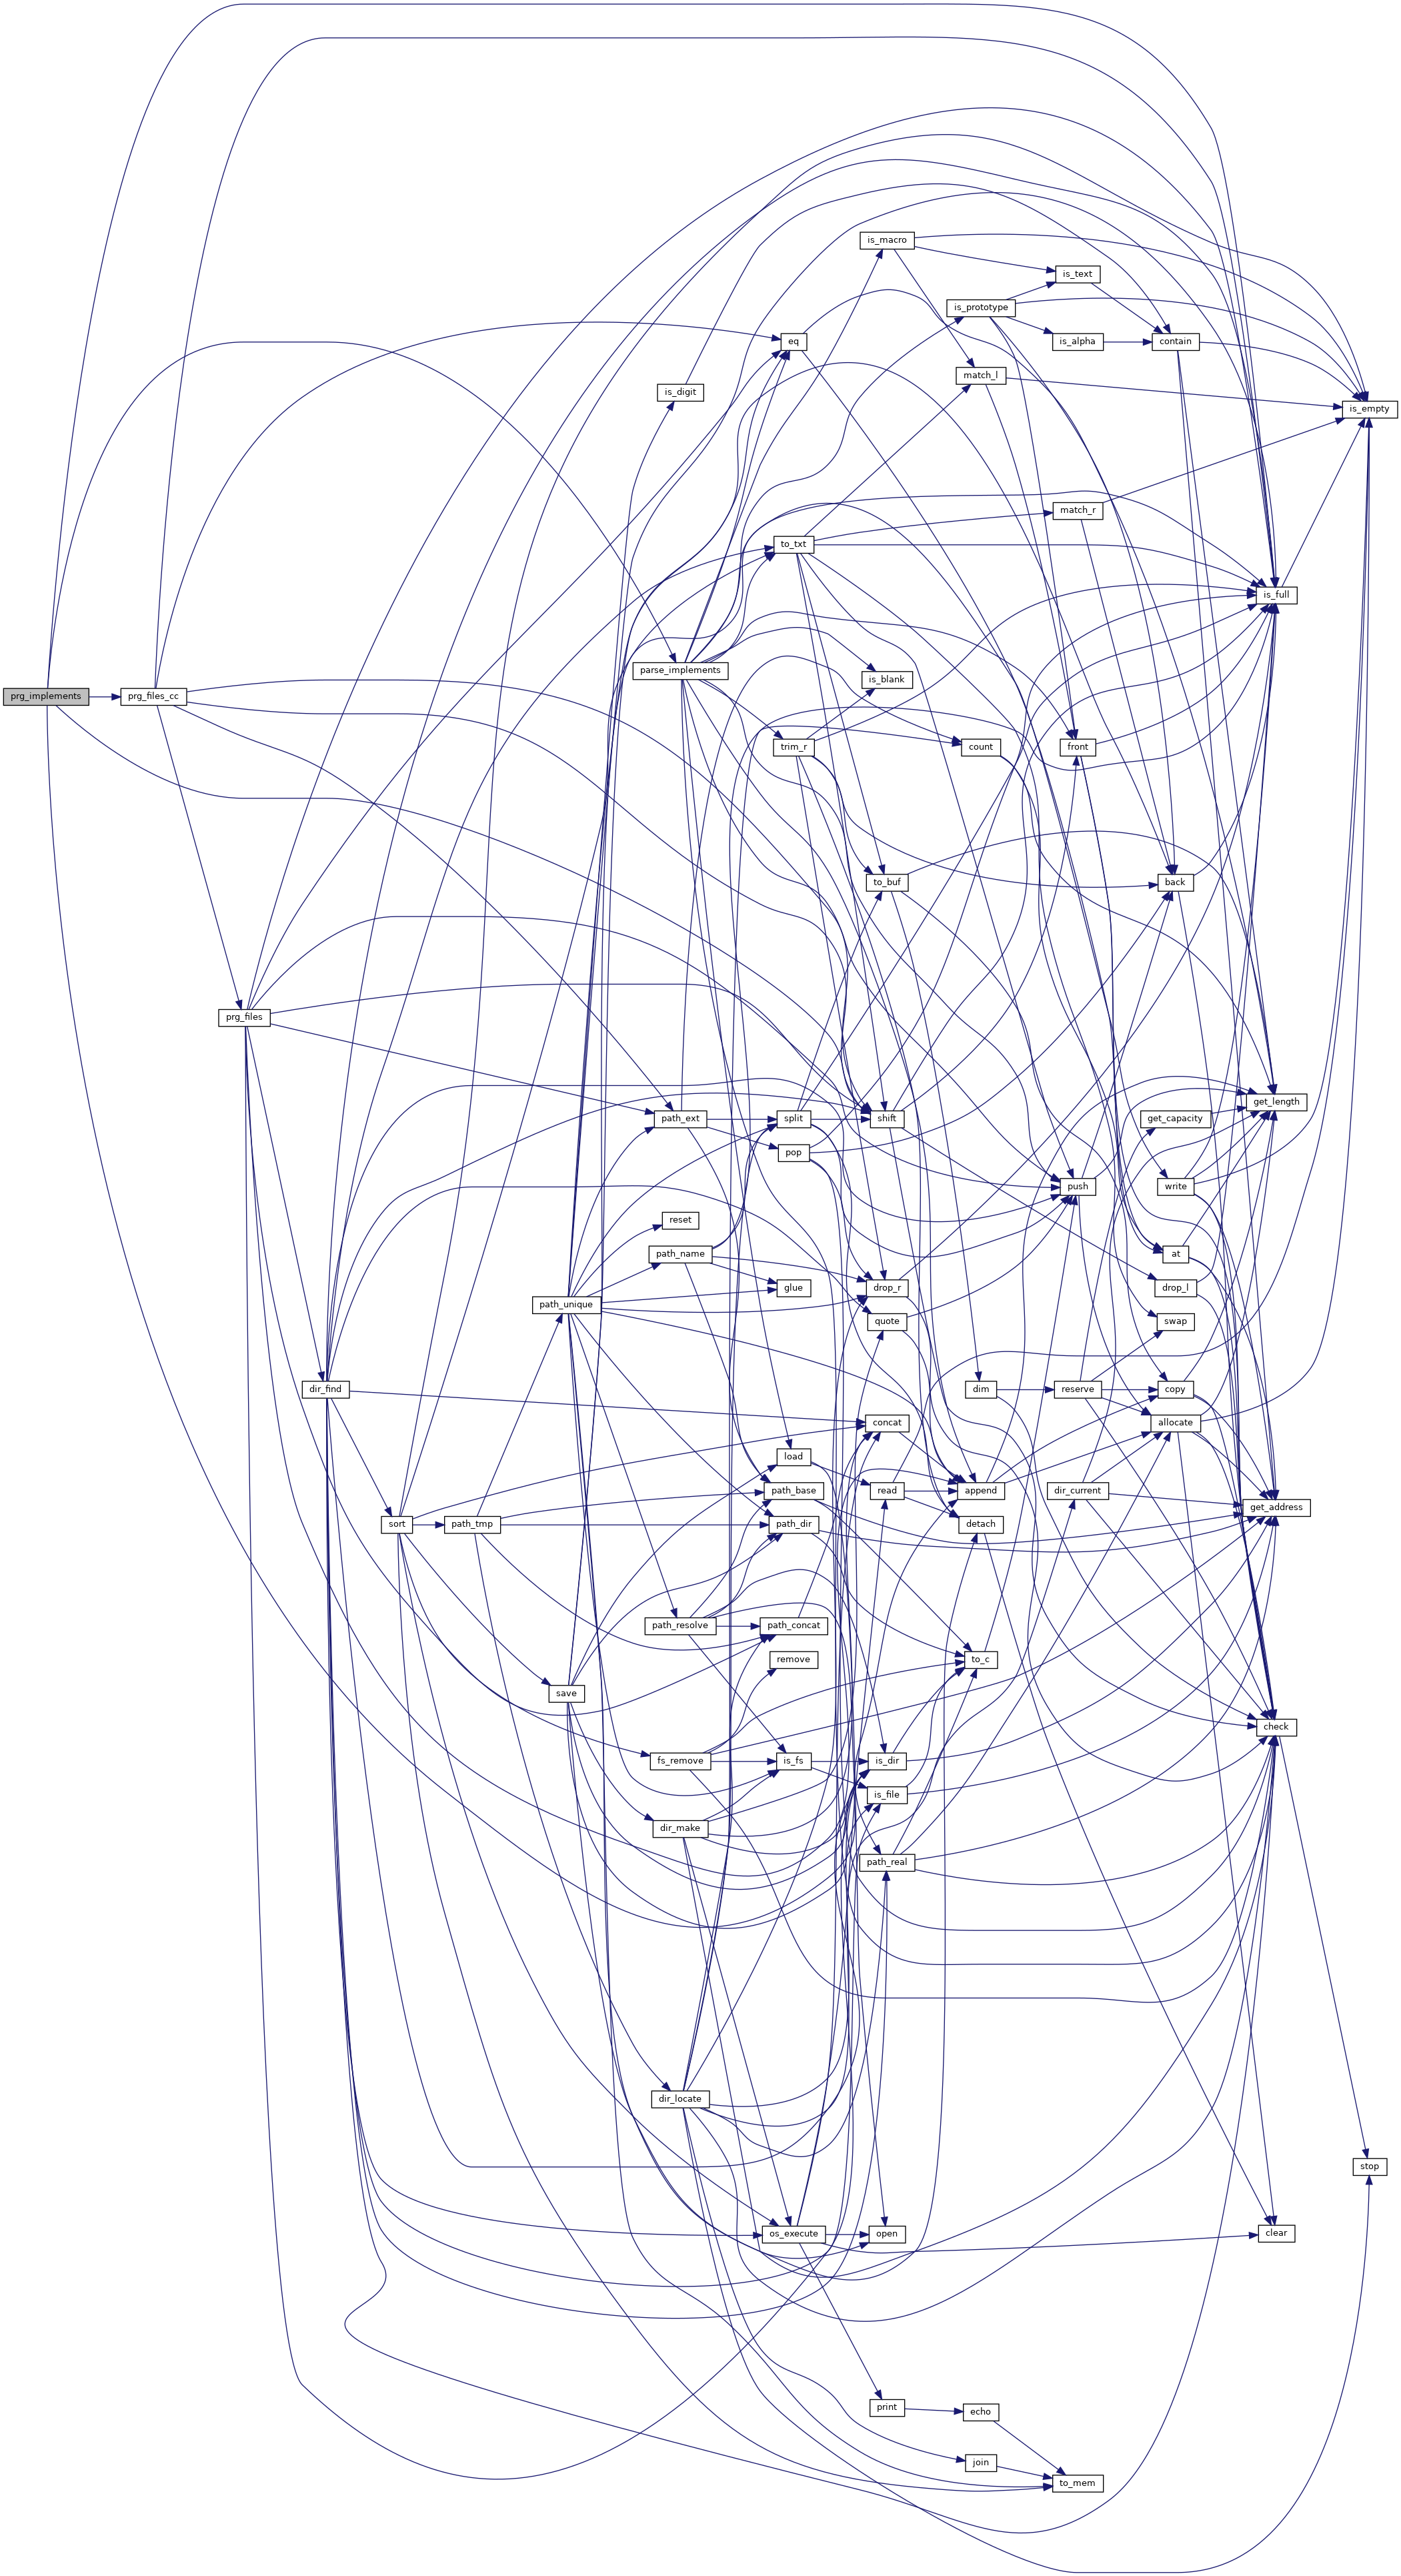 is_macro
is_text
is_prototype
eq
is_alpha
contain
match_l
is_digit
is_empty
match_r
to_txt
is_full
parse_implements
is_blank
prg_implements
prg_files_cc
trim_r
count
front
to_buf
back
prg_files
get_length
path_ext
split
shift
get_capacity
pop
push
write
reset
path_name
at
glue
drop_r
drop_l
path_unique
quote
swap
dir_find
dim
reserve
copy
concat
allocate
load
path_base
read
append
dir_current
get_address
sort
path_tmp
path_dir
detach
path_resolve
path_concat
remove
to_c
save
check
fs_remove
is_fs
is_dir
is_file
dir_make
path_real
dir_locate
stop
os_execute
open
clear
print
echo
join
to_mem